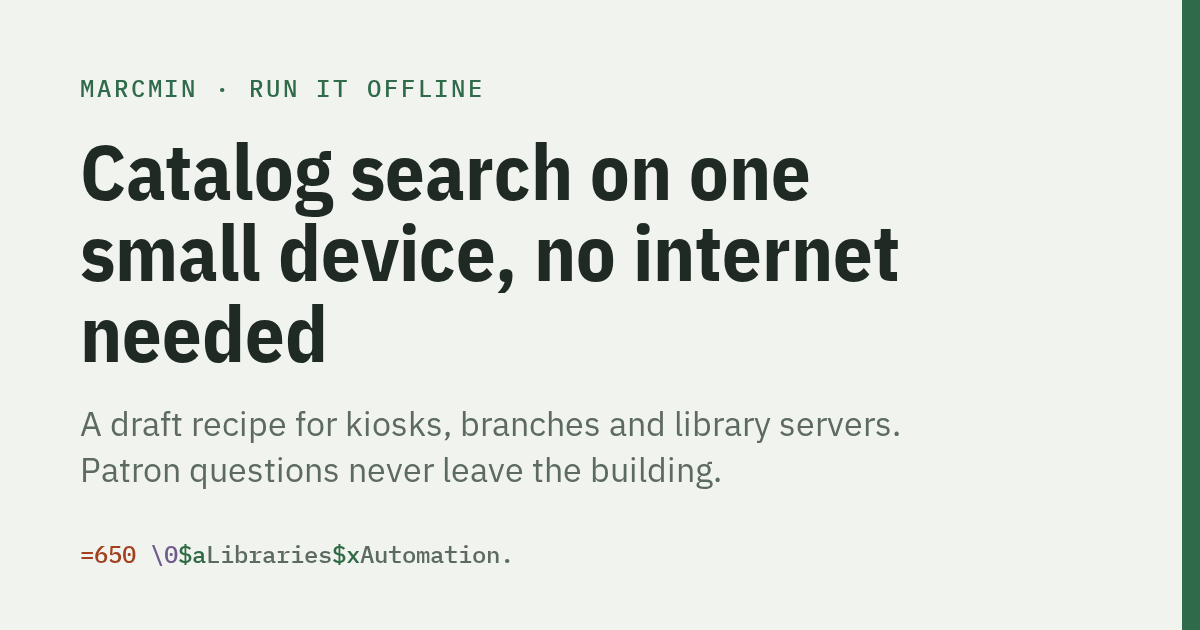 MARCMIN · RUN IT OFFLINE
Catalog search on one
small device, no internet
needed
A draft recipe for kiosks, branches and library servers.
Patron questions never leave the building.
=650 \0$aLibraries$xAutomation.